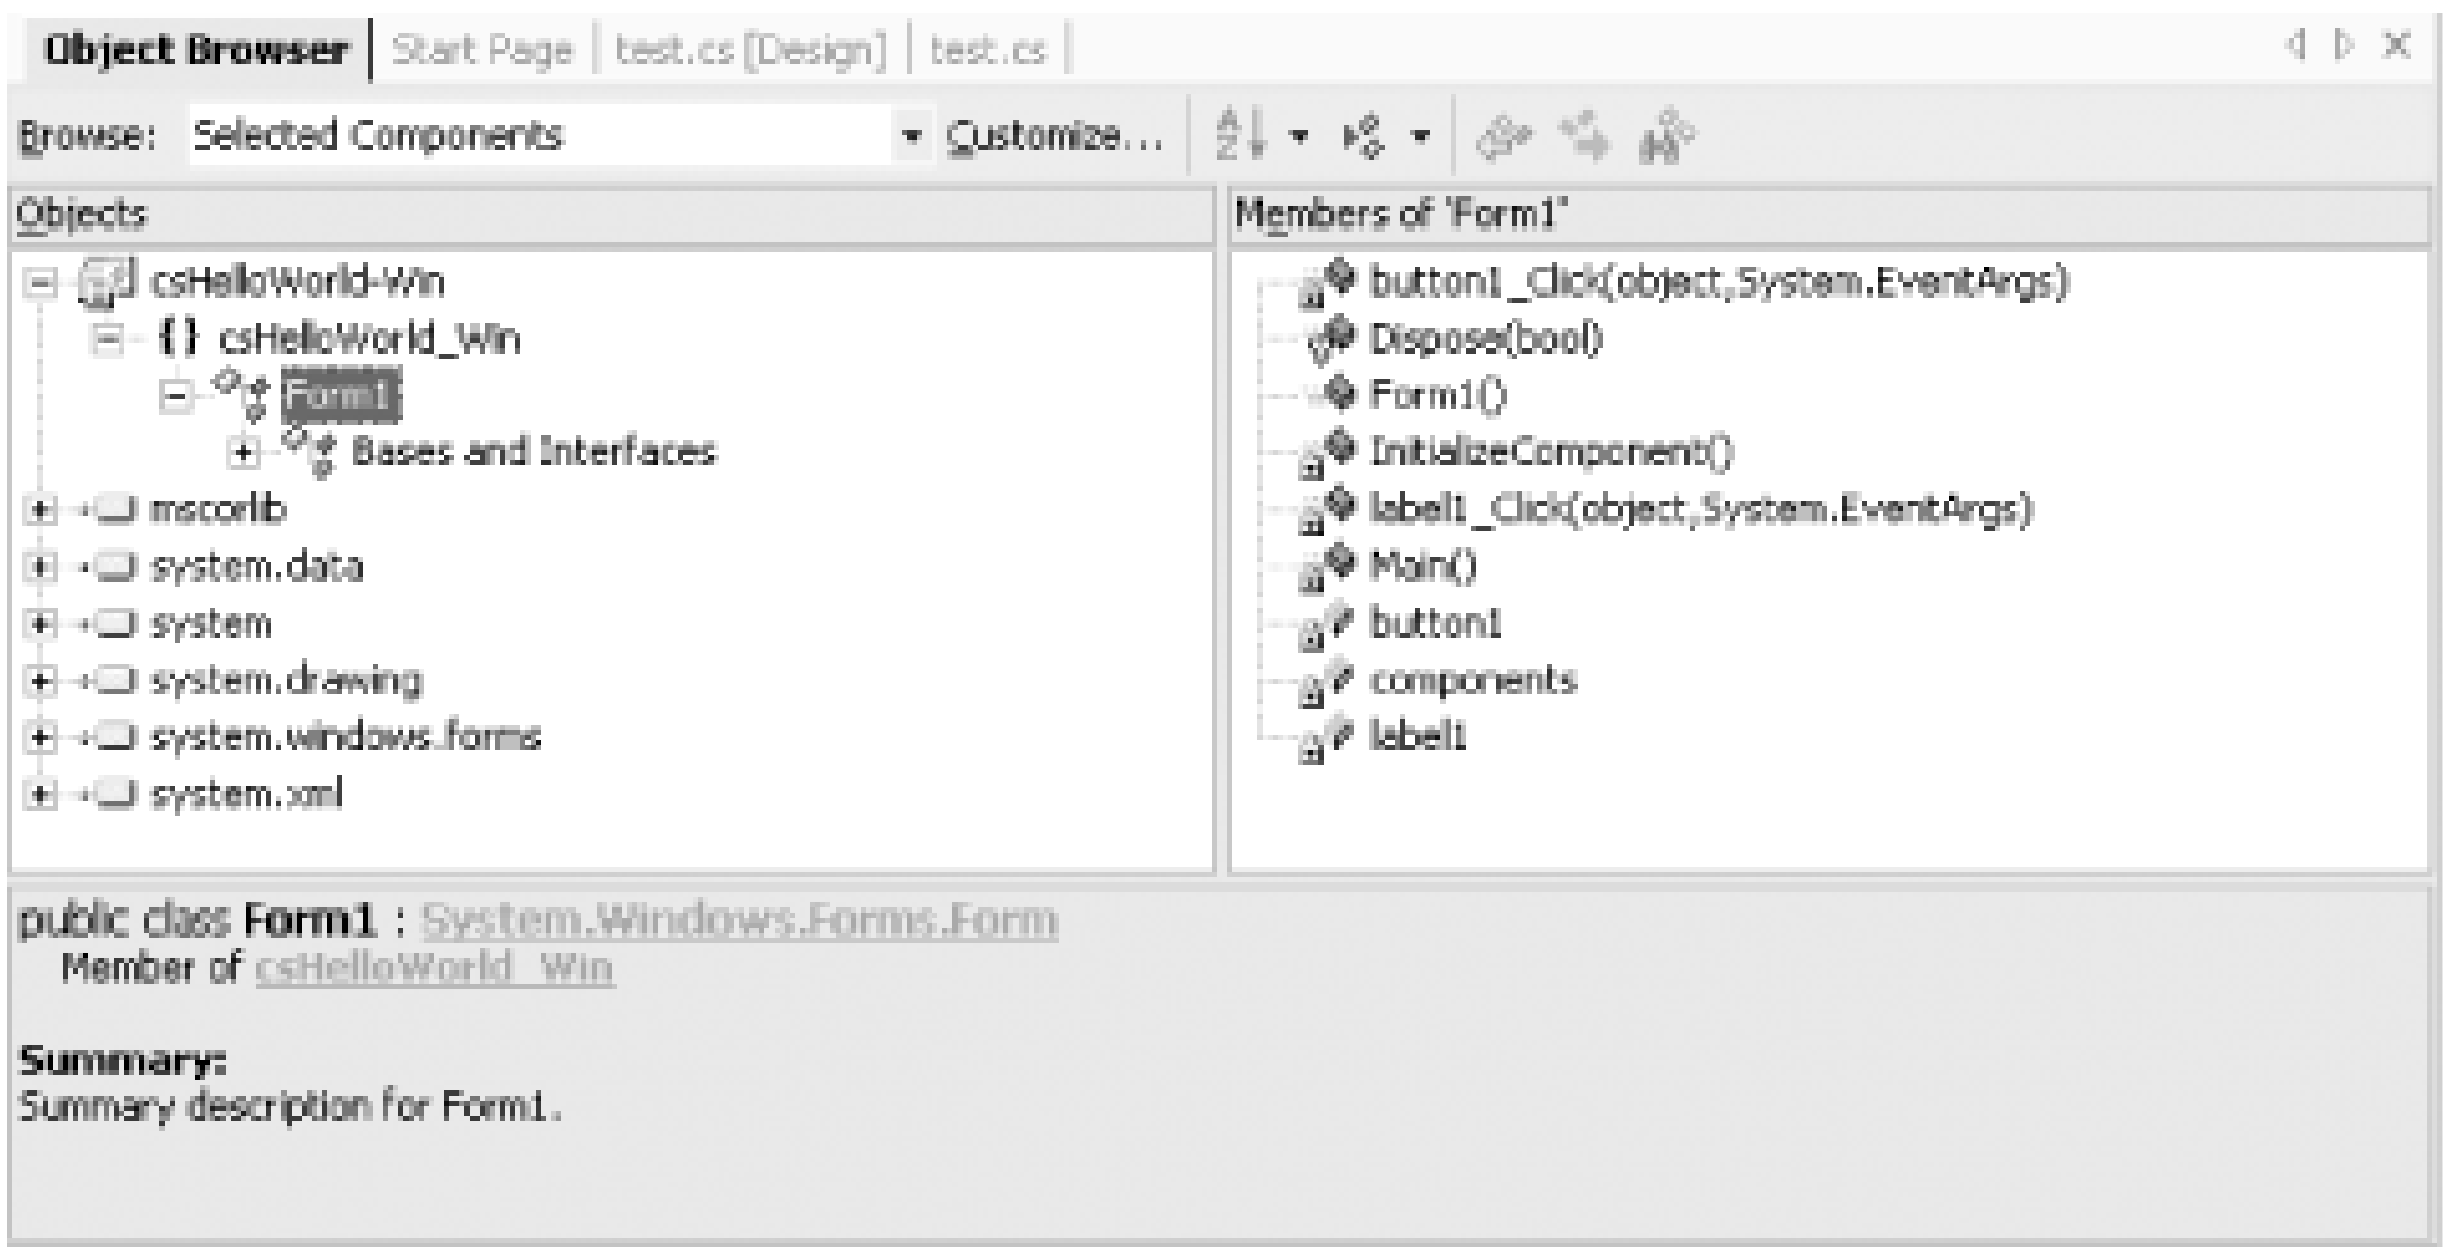 Object Browser Start Page test.cs [Design] test.cs
Browse: Selected Components Customize...
Objects
csHelloWorld-Win
{} csHelloWorld_Win
Form1
Bases and Interfaces
mscorlib
system.data
system
system.drawing
system.windows.forms
system.xml
Members of 'Form1'
button1_Click(object,System.EventArgs)
Dispose(bool)
Form1()
InitializeComponent()
label1_Click(object,System.EventArgs)
Main()
button1
components
label1
public class Form1 : System.Windows.Forms.Form
Member of csHelloWorld_Win
Summary:
Summary description for Form1.